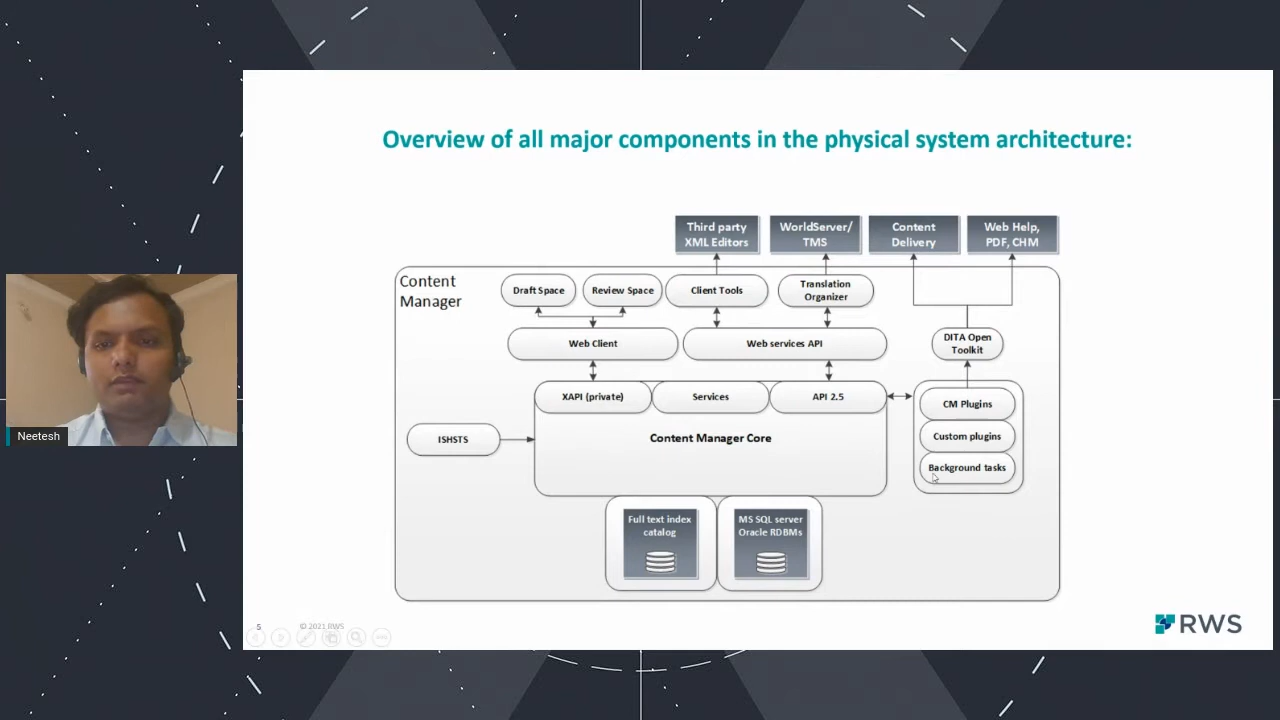 Overview of all major components in the physical system architecture:
Third party
XML Editors
WorldServer/
TMS
Content
Delivery
Web Help,
PDF, CHM
Content
Manager
Draft Space
Review Space
Client Tools
Translation
Organizer
Web Client
Web services API
DITA Open
Toolkit
XAPI (private)
Services
API 2.5
CM Plugins
Custom plugins
Background tasks
ISHSTS
Content Manager Core
Full text index
catalog
MS SQL server
Oracle RDBMs
Neetesh
5
© 2021 RWS
RWS